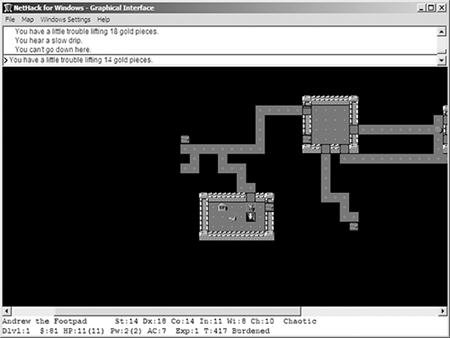 NetHack for Windows - Graphical Interface
File Map Windows Settings Help
You have a little trouble lifting 18 gold pieces.
You hear a slow drip.
You can't go down here.
You have a little trouble lifting 14 gold pieces.
Andrew the Footpad St:14 Dx:18 Co:14 In:11 Wi:8 Ch:10 Chaotic
Dlvl:1 $:81 HP:11(11) Pw:2(2) AC:7 Exp:1 T:417 Burdened